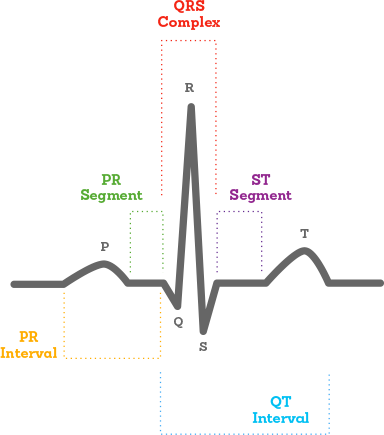 QRS
Complex
R
PR
Segment
ST
Segment
P
T
Q
S
PR
Interval
QT
Interval